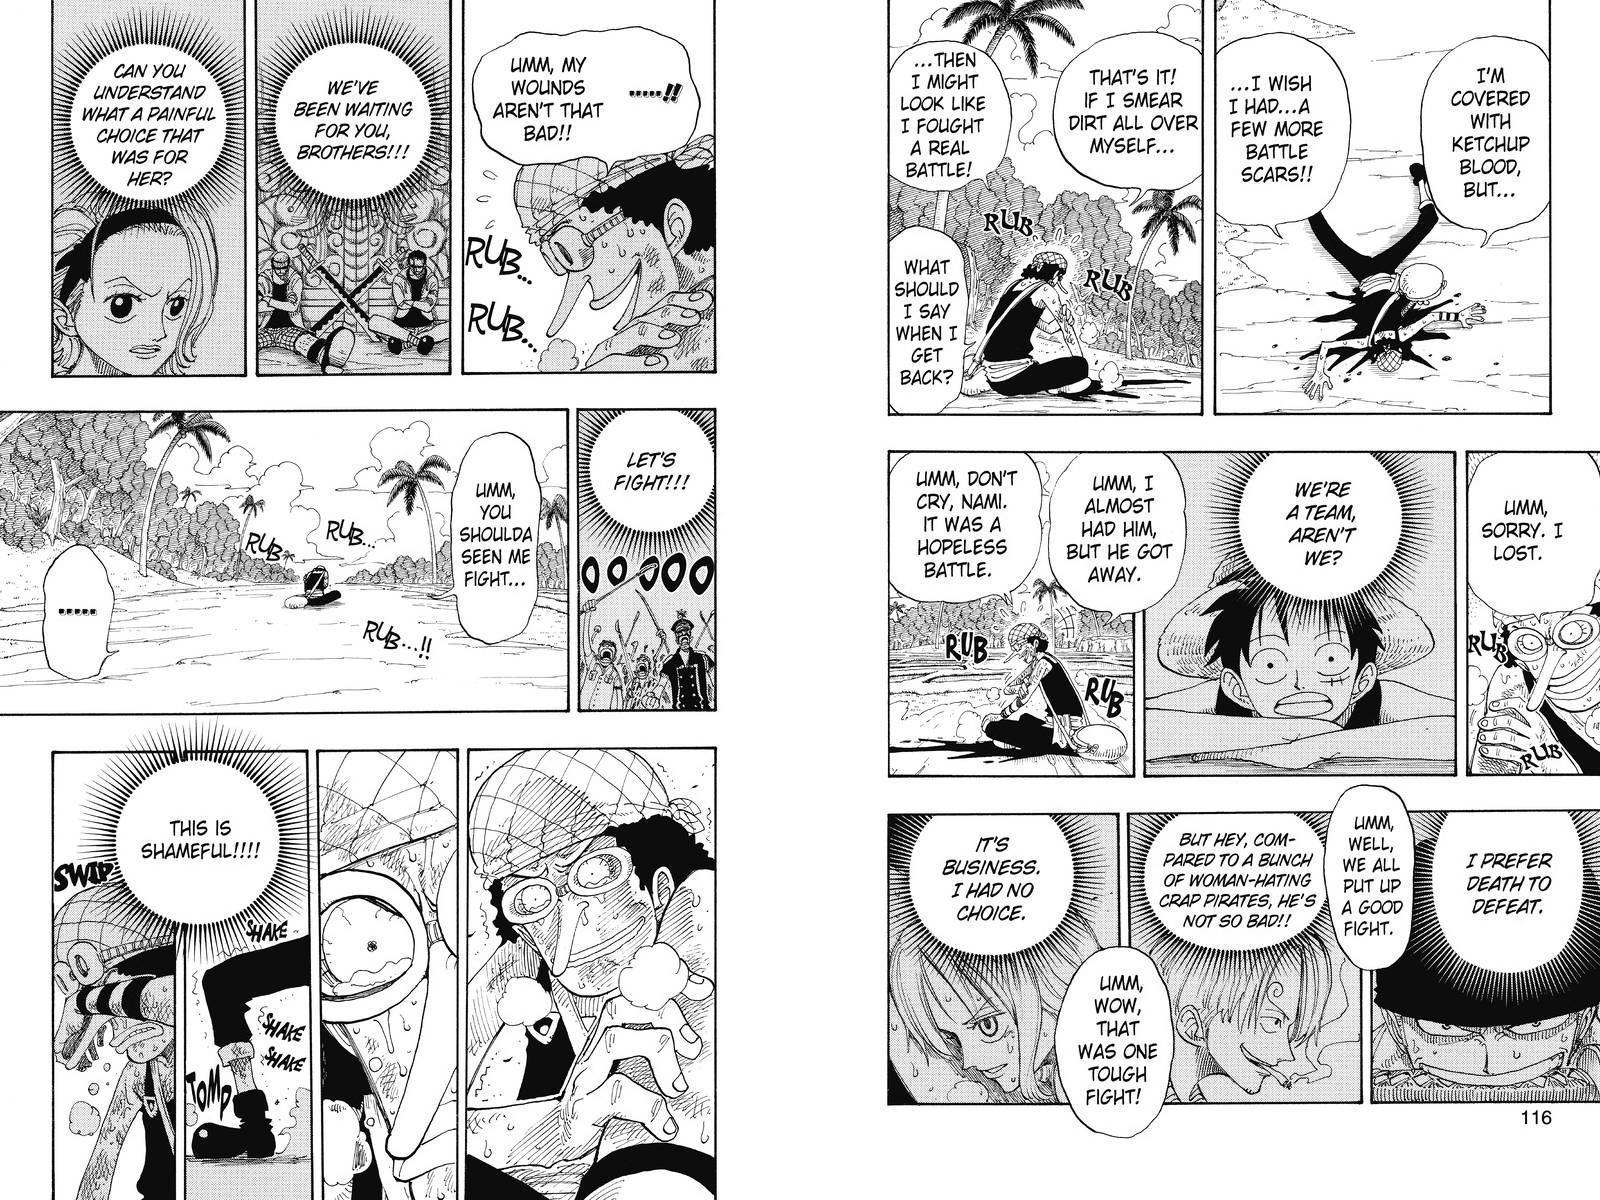 I'M
COVERED
WITH
KETCHUP
BLOOD,
BUT...
...I WISH
I HAD...A
FEW MORE
BATTLE
SCARS!!
THAT'S IT!
IF I SMEAR
DIRT ALL OVER
MYSELF...
...THEN
I MIGHT
LOOK LIKE
I FOUGHT
A REAL
BATTLE!
RUB
RUB
WHAT
SHOULD
I SAY
WHEN I
GET
BACK?
UMM,
SORRY. I
LOST.
RUB
RUB
WE'RE
A TEAM,
AREN'T
WE?
UMM, I
ALMOST
HAD HIM,
BUT HE GOT
AWAY.
UMM, DON'T
CRY, NAMI.
IT WAS A
HOPELESS
BATTLE.
RUB
RUB
I PREFER
DEATH TO
DEFEAT.
UMM,
WELL,
WE ALL
PUT UP
A GOOD
FIGHT.
BUT HEY, COM-
PARED TO A BUNCH
OF WOMAN-HATING
CRAP PIRATES, HE'S
NOT SO BAD!!
UMM,
WOW,
THAT
WAS ONE
TOUGH
FIGHT!
IT'S
BUSINESS.
I HAD NO
CHOICE.
116
......!!
UMM, MY
WOUNDS
AREN'T THAT
BAD!!
RUB...
RUB...
WE'VE
BEEN WAITING
FOR YOU,
BROTHERS!!!
CAN YOU
UNDERSTAND
WHAT A PAINFUL
CHOICE THAT
WAS FOR
HER?
LET'S
FIGHT!!!
OOOOO
UMM,
YOU
SHOULDA
SEEN ME
FIGHT...
RUB...
RUB
RUB...!!
......
THIS IS
SHAMEFUL!!!!
SWIP
SHAKE
SHAKE
SHAKE
TOMP